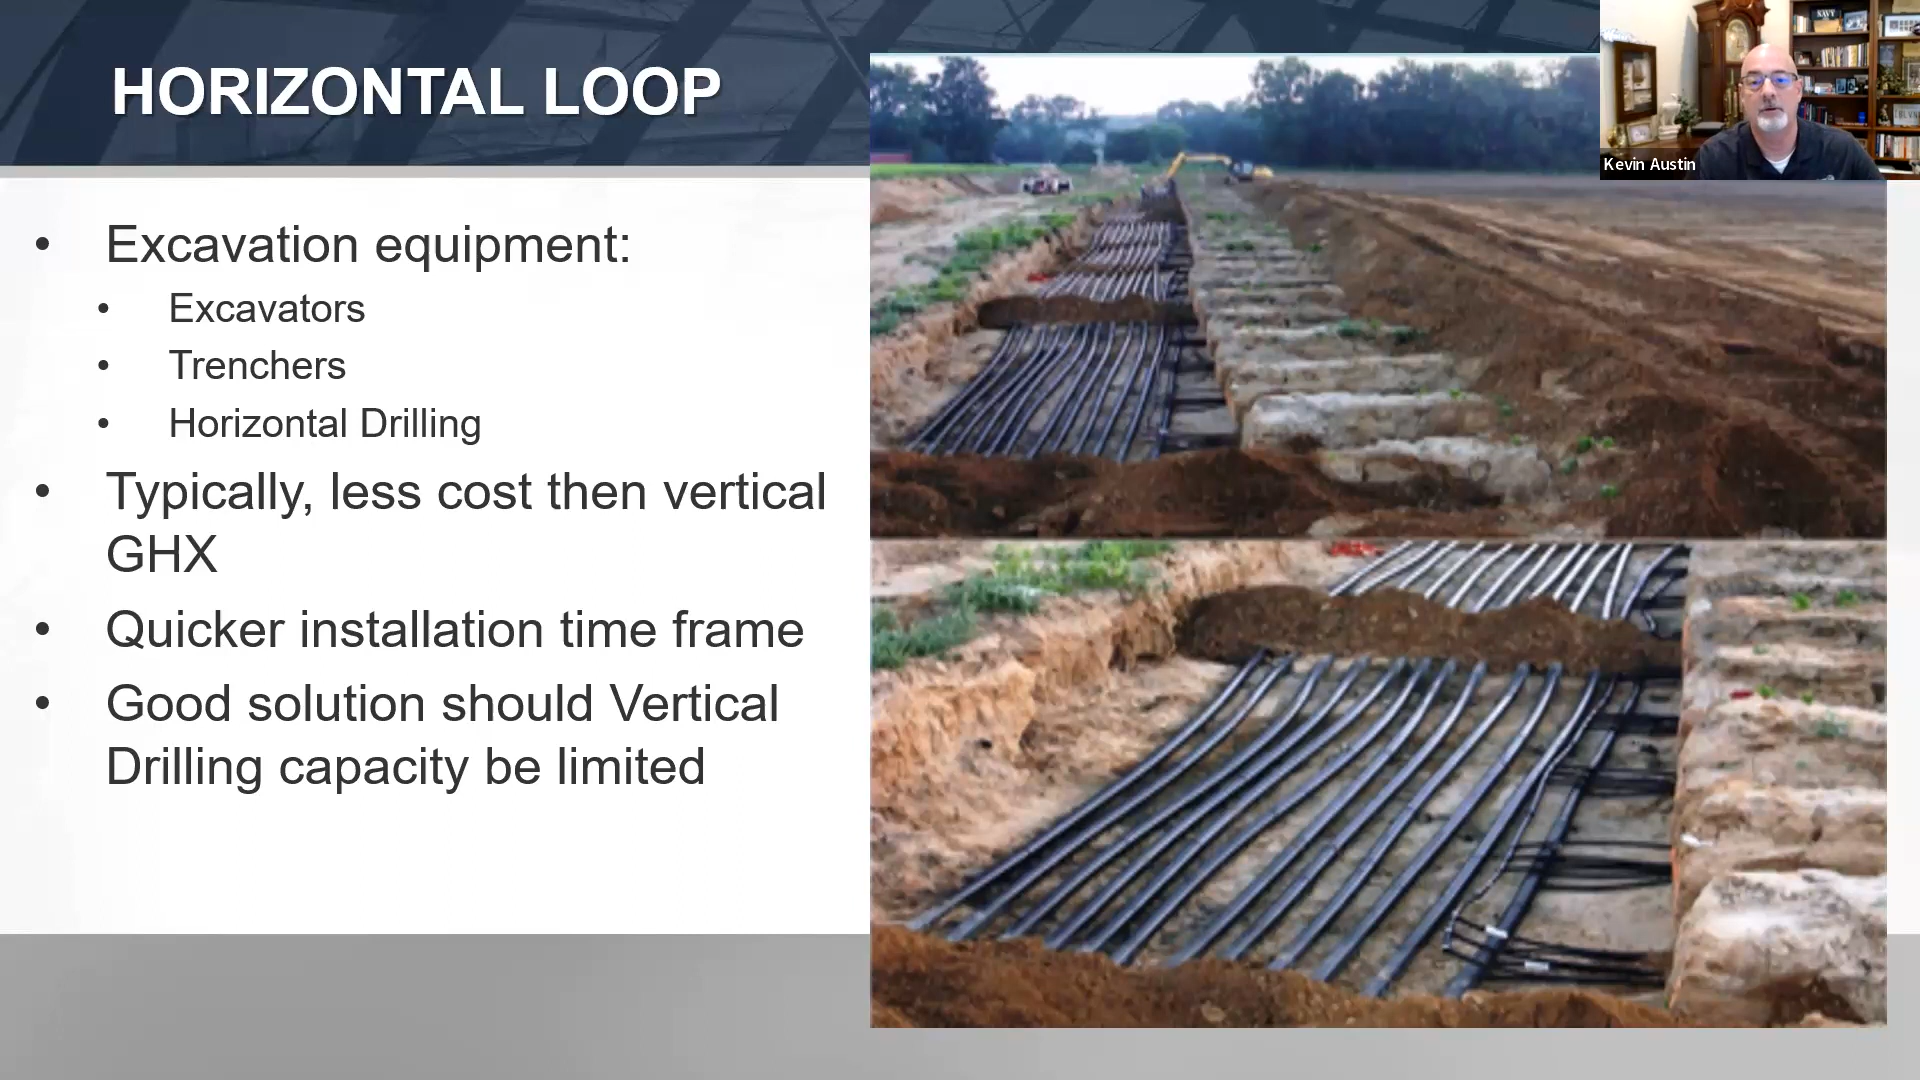 HORIZONTAL LOOP
NAVY
Kevin Austin
• Excavation equipment:
• Excavators
• Trenchers
• Horizontal Drilling
• Typically, less cost then vertical
GHX
• Quicker installation time frame
• Good solution should Vertical
Drilling capacity be limited